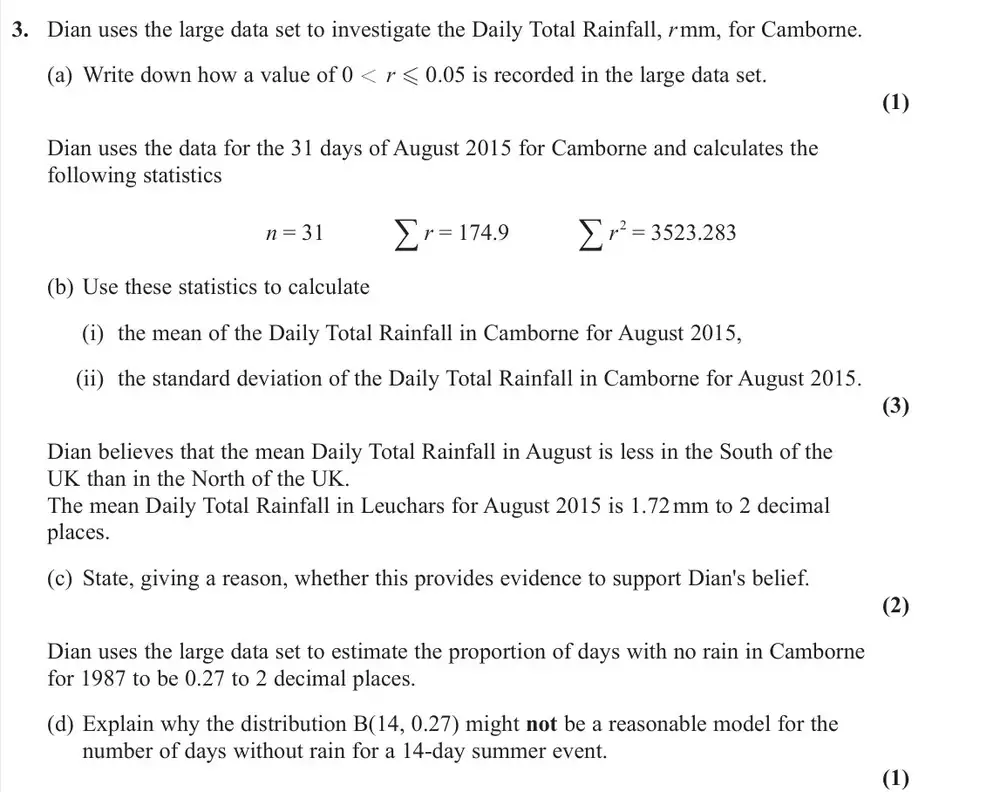 3. Dian uses the large data set to investigate the Daily Total Rainfall, r mm, for Camborne.
(a) Write down how a value of 0 < r ⩽ 0.05 is recorded in the large data set.
(1)
Dian uses the data for the 31 days of August 2015 for Camborne and calculates the
following statistics
n = 31 ∑ r = 174.9 ∑ r² = 3523.283
(b) Use these statistics to calculate
(i) the mean of the Daily Total Rainfall in Camborne for August 2015,
(ii) the standard deviation of the Daily Total Rainfall in Camborne for August 2015.
(3)
Dian believes that the mean Daily Total Rainfall in August is less in the South of the
UK than in the North of the UK.
The mean Daily Total Rainfall in Leuchars for August 2015 is 1.72 mm to 2 decimal
places.
(c) State, giving a reason, whether this provides evidence to support Dian's belief.
(2)
Dian uses the large data set to estimate the proportion of days with no rain in Camborne
for 1987 to be 0.27 to 2 decimal places.
(d) Explain why the distribution B(14, 0.27) might not be a reasonable model for the
number of days without rain for a 14-day summer event.
(1)